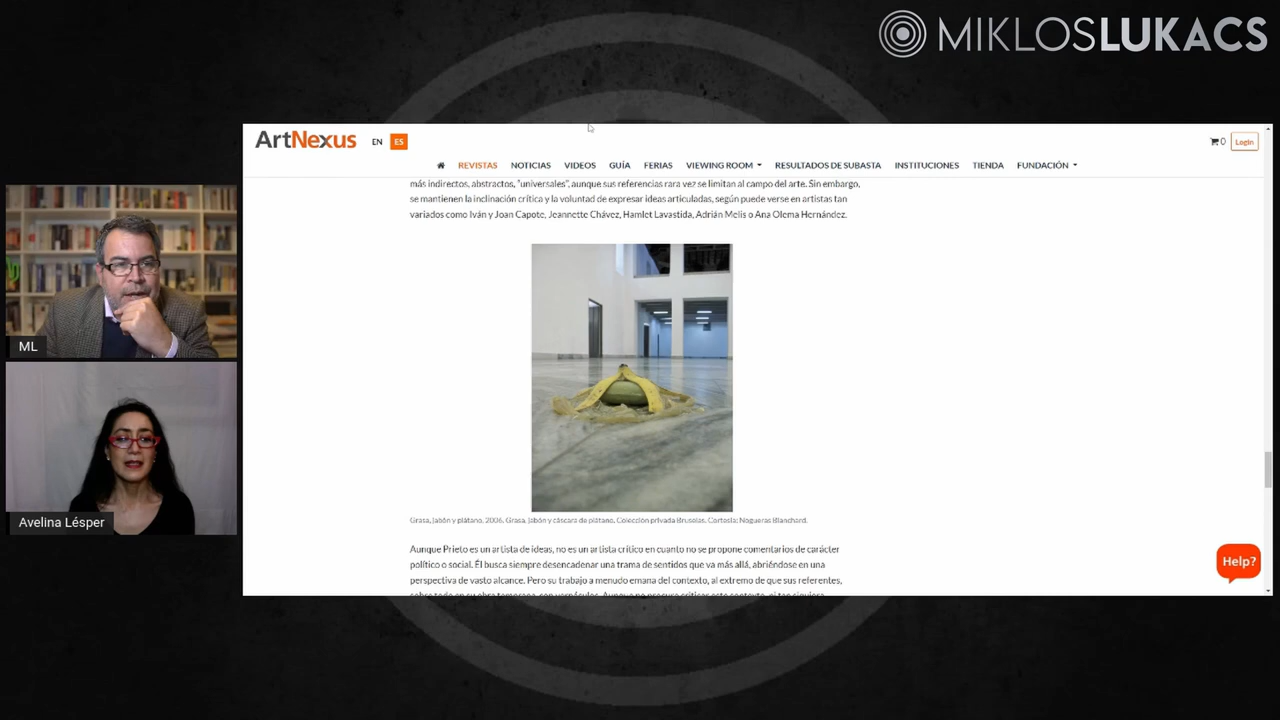 MIKLOSLUKACS
ArtNexus EN ES 0 Login
REVISTAS NOTICIAS VIDEOS GUÍA FERIAS VIEWING ROOM RESULTADOS DE SUBASTA INSTITUCIONES TIENDA FUNDACIÓN
más indirectos, abstractos, "universales", aunque sus referencias rara vez se limitan al campo del arte. Sin embargo,
se mantienen la inclinación crítica y la voluntad de expresar ideas articuladas, según puede verse en artistas tan
variados como Iván y Joan Capote, Jeannette Chávez, Hamlet Lavastida, Adrián Melis o Ana Olema Hernández.
ML
Avelina Lésper
Grasa, jabón y plátano, 2006. Grasa, jabón y cáscara de plátano. Colección privada Bruselas. Cortesía: Nogueras Blanchard.
Aunque Prieto es un artista de ideas, no es un artista crítico en cuanto no se propone comentarios de carácter
político o social. Él busca siempre desencadenar una trama de sentidos que va más allá, abriéndose en una
perspectiva de vasto alcance. Pero su trabajo a menudo emana del contexto, al extremo de que sus referentes,
Help?